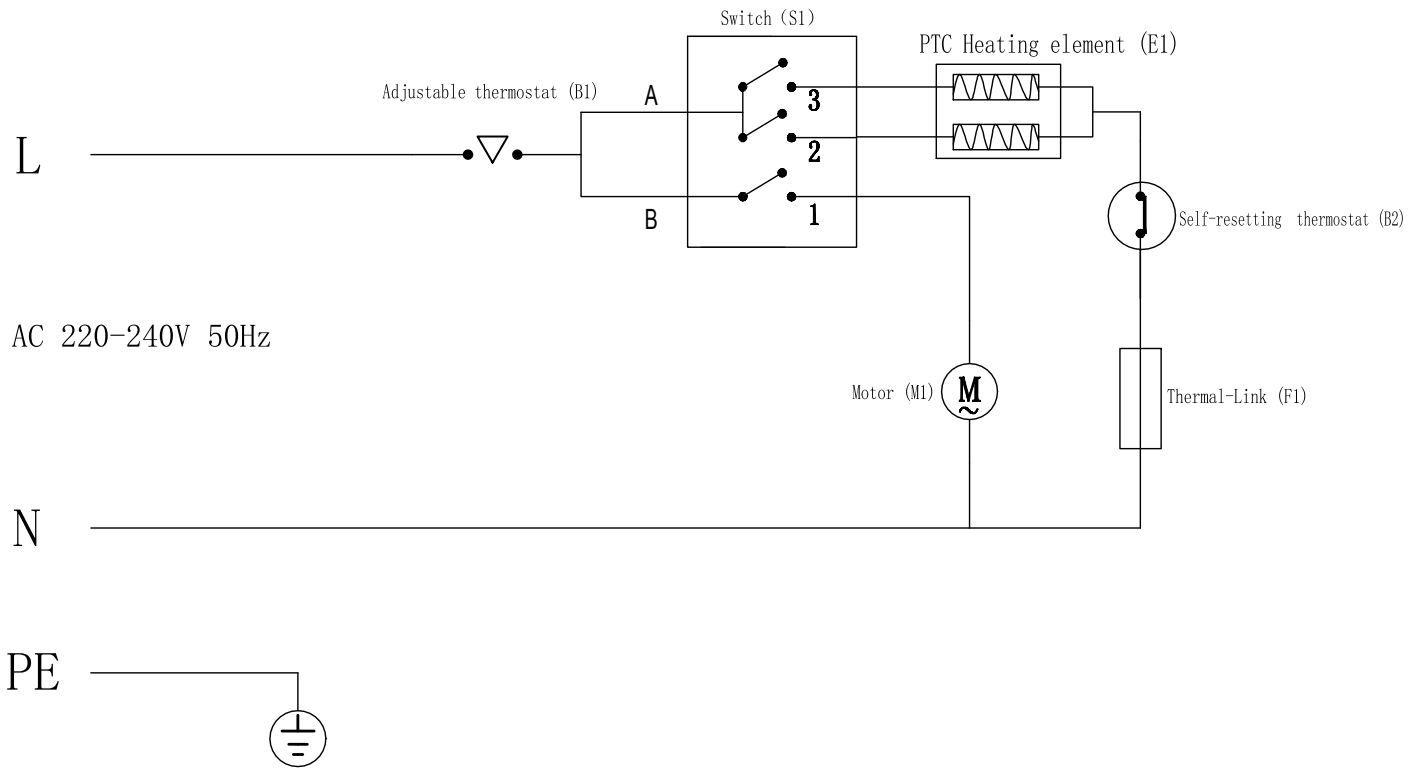 Switch (S1)
PTC Heating element (E1)
Adjustable thermostat (B1)
A
3
L
2
B
1
Self-resetting thermostat (B2)
AC 220-240V 50Hz
Motor (M1)
M
~
Thermal-Link (F1)
N
PE